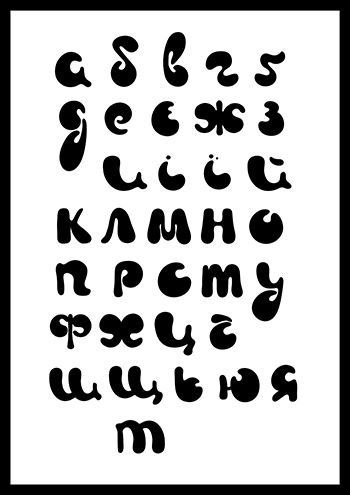 а б в г ґ
д е є ж з
и і ї й
к л м н о
п р с т у
ф х ц ч
ш щ ь ю я
т